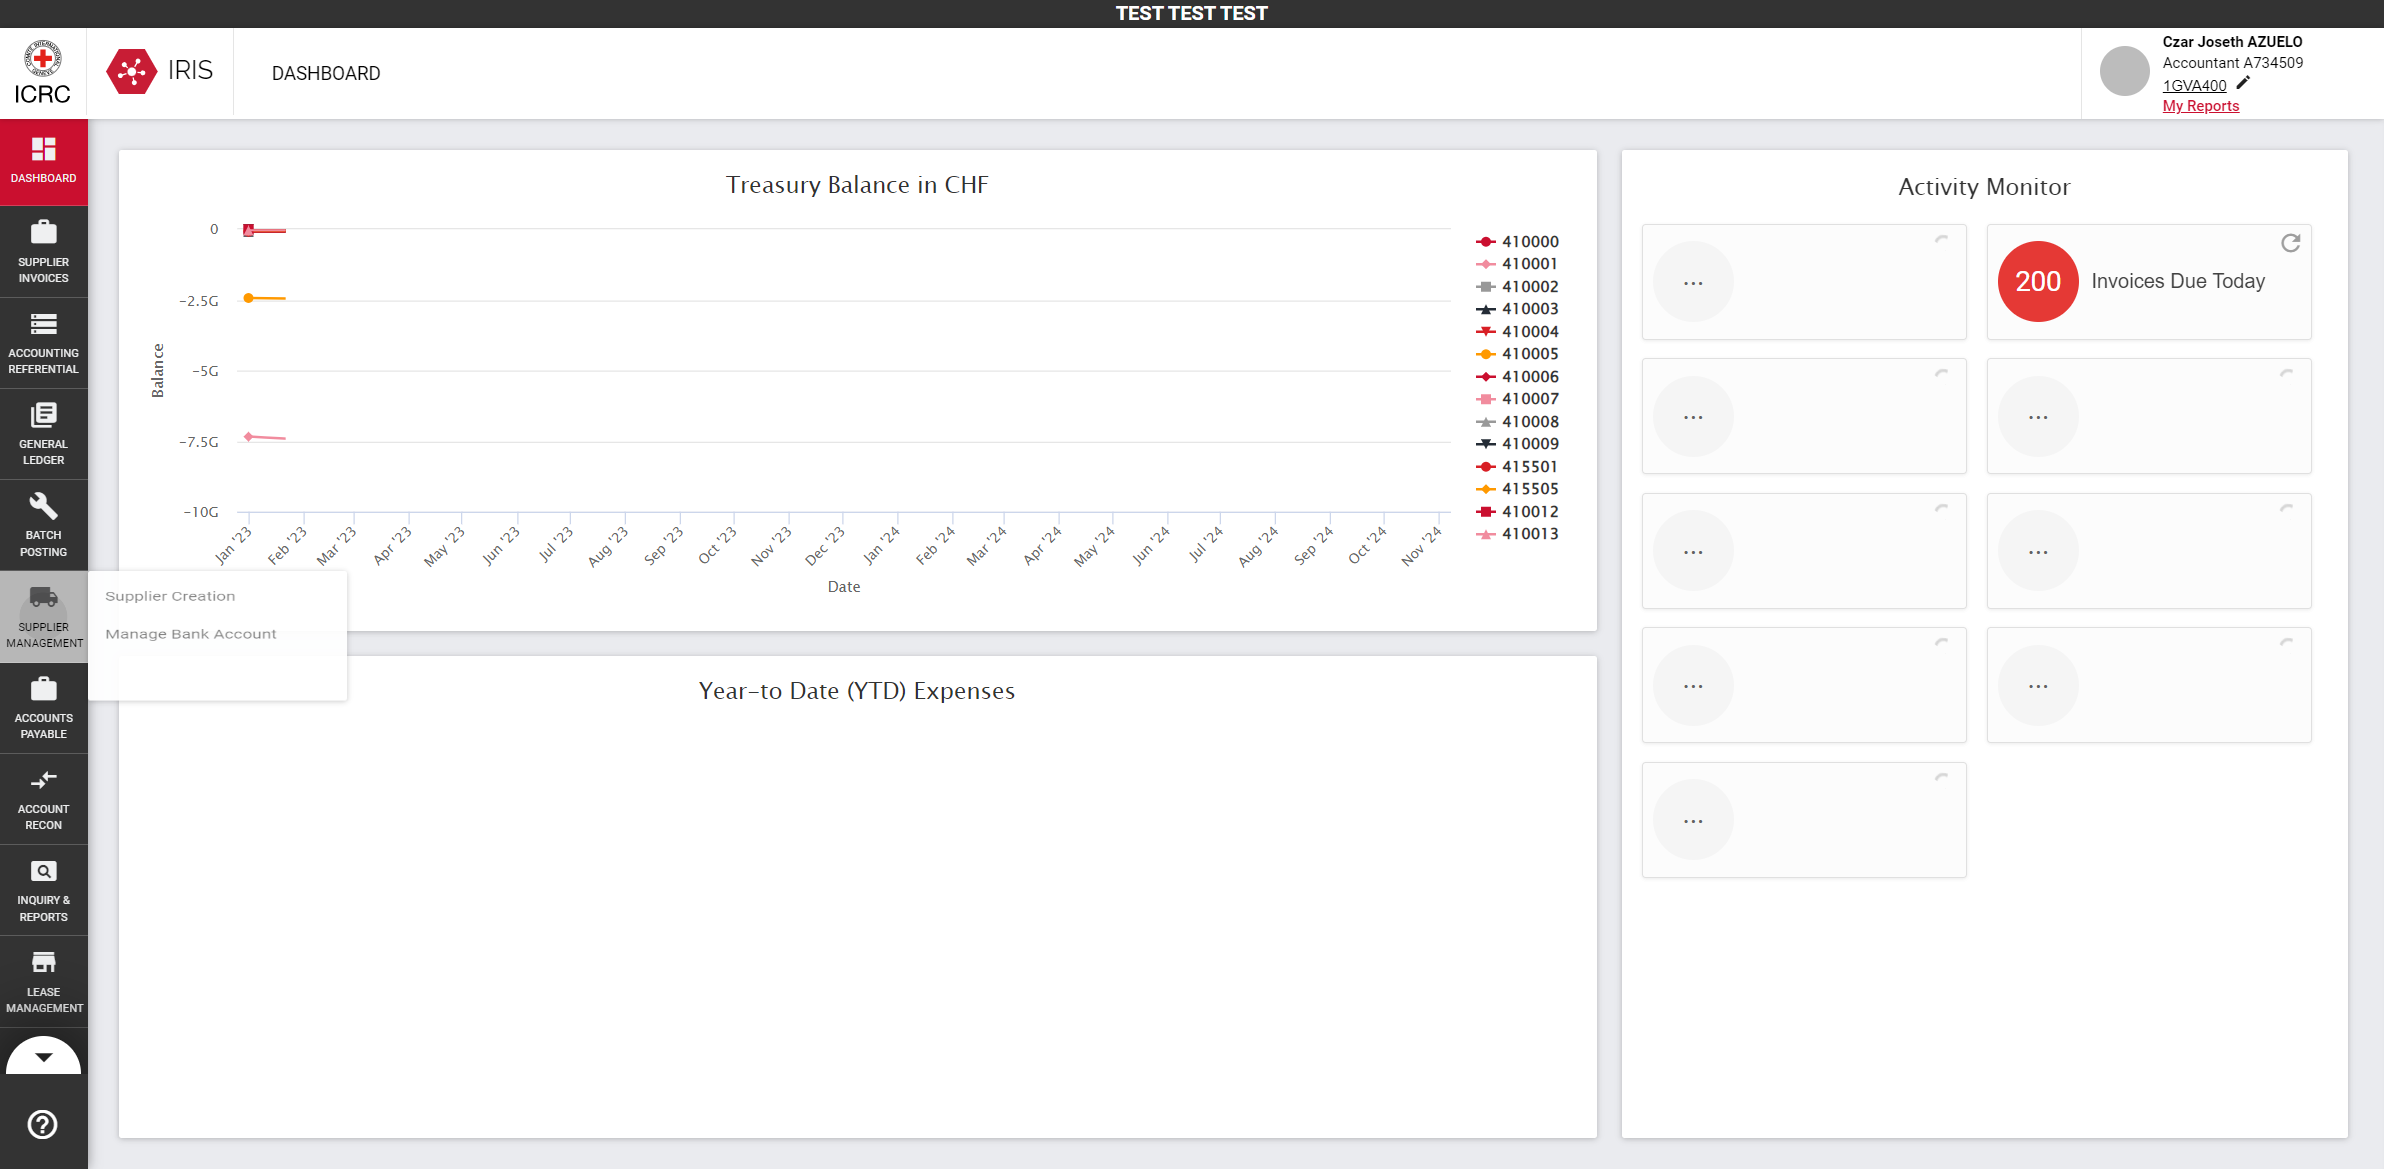 TEST TEST TEST
ICRC
IRIS
DASHBOARD
Czar Joseth AZUELO
Accountant A734509
1GVA400
My Reports
DASHBOARD
SUPPLIER
INVOICES
ACCOUNTING
REFERENTIAL
GENERAL
LEDGER
BATCH
POSTING
SUPPLIER
MANAGEMENT
Supplier Creation
Manage Bank Account
ACCOUNTS
PAYABLE
ACCOUNT
RECON
INQUIRY &
REPORTS
LEASE
MANAGEMENT
Treasury Balance in CHF
Balance
0
−2.5G
−5G
−7.5G
−10G
Jan '23
Feb '23
Mar '23
Apr '23
May '23
Jun '23
Jul '23
Aug '23
Sep '23
Oct '23
Nov '23
Dec '23
Jan '24
Feb '24
Mar '24
Apr '24
May '24
Jun '24
Jul '24
Aug '24
Sep '24
Oct '24
Nov '24
Date
410000
410001
410002
410003
410004
410005
410006
410007
410008
410009
415501
415505
410012
410013
Year-to Date (YTD) Expenses
Activity Monitor
...
200 Invoices Due Today
...
...
...
...
...
...
...